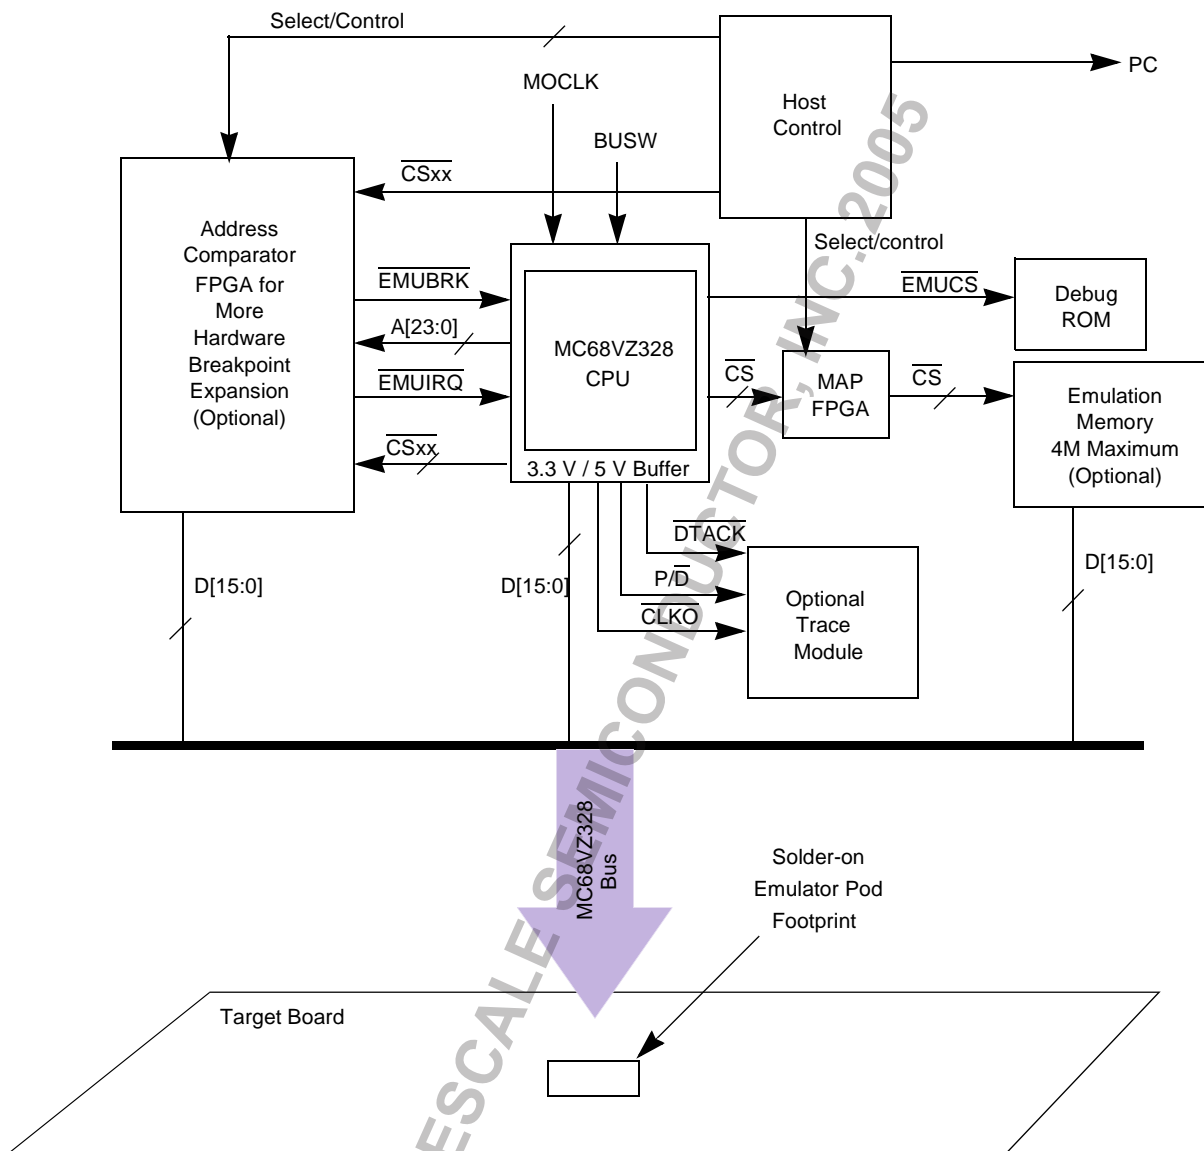 Select/Control
MOCLK
BUSW
Host
Control
PC
CSxx
Address
Comparator
FPGA for
More
Hardware
Breakpoint
Expansion
(Optional)
EMUBRK
A[23:0]
EMUIRQ
CSxx
MC68VZ328
CPU
3.3 V / 5 V Buffer
Select/control
EMUCS
Debug
ROM
CS
MAP
FPGA
CS
Emulation
Memory
4M Maximum
(Optional)
DTACK
P/D
CLKO
Optional
Trace
Module
D[15:0]
D[15:0]
D[15:0]
MC68VZ328
Bus
Solder-on
Emulator Pod
Footprint
Target Board
ESCALE SEMICONDUCTOR, INC. 2005